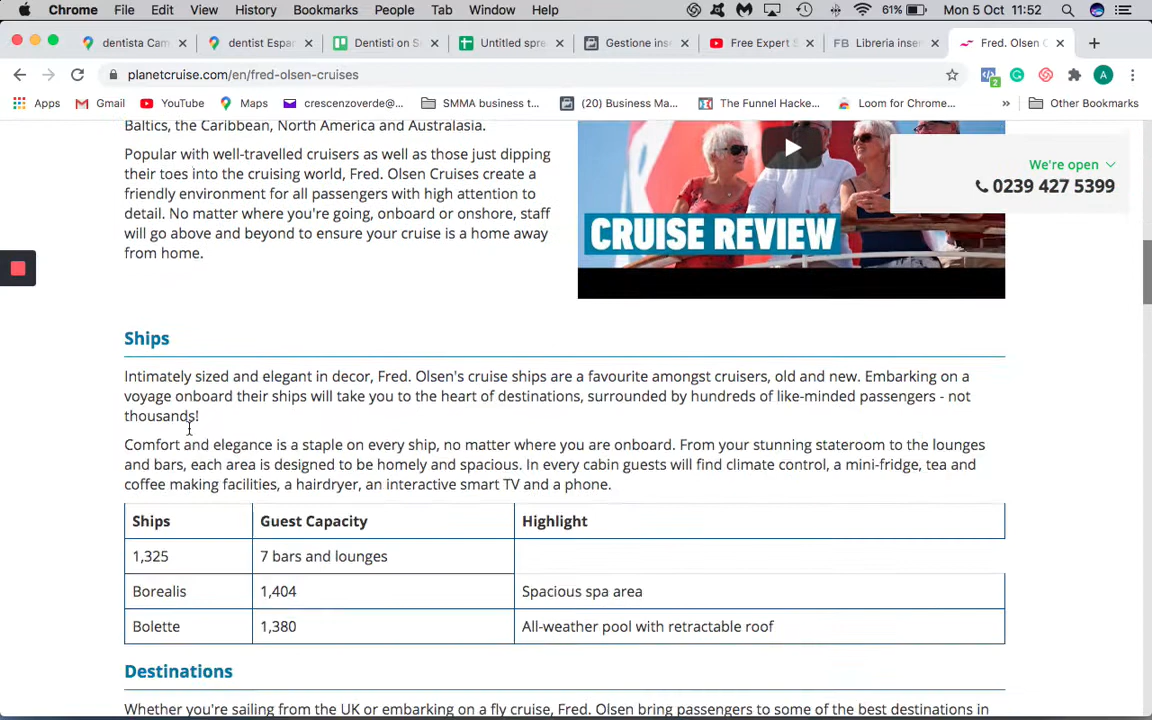 Chrome File Edit View History Bookmarks People Tab Window Help 61% Mon 5 Oct 11:52
dentista Cam dentist Espa Dentisti on S Untitled spre Gestione inse Free Expert S FB Libreria inser Fred. Olsen C
planetcruise.com/en/fred-olsen-cruises 2 A
Apps Gmail YouTube Maps crescenzoverde@... SMMA business t... (20) Business Ma... The Funnel Hacke... Loom for Chrome... » Other Bookmarks
Baltics, the Caribbean, North America and Australasia.
Popular with well-travelled cruisers as well as those just dipping
their toes into the cruising world, Fred. Olsen Cruises create a
friendly environment for all passengers with high attention to
detail. No matter where you're going, onboard or onshore, staff
will go above and beyond to ensure your cruise is a home away
from home.
CRUISE REVIEW
We're open
0239 427 5399
Ships
Intimately sized and elegant in decor, Fred. Olsen's cruise ships are a favourite amongst cruisers, old and new. Embarking on a
voyage onboard their ships will take you to the heart of destinations, surrounded by hundreds of like-minded passengers - not
thousands!
Comfort and elegance is a staple on every ship, no matter where you are onboard. From your stunning stateroom to the lounges
and bars, each area is designed to be homely and spacious. In every cabin guests will find climate control, a mini-fridge, tea and
coffee making facilities, a hairdryer, an interactive smart TV and a phone.
Ships Guest Capacity Highlight
1,325 7 bars and lounges
Borealis 1,404 Spacious spa area
Bolette 1,380 All-weather pool with retractable roof
Destinations
Whether you're sailing from the UK or embarking on a fly cruise, Fred. Olsen bring passengers to some of the best destinations in